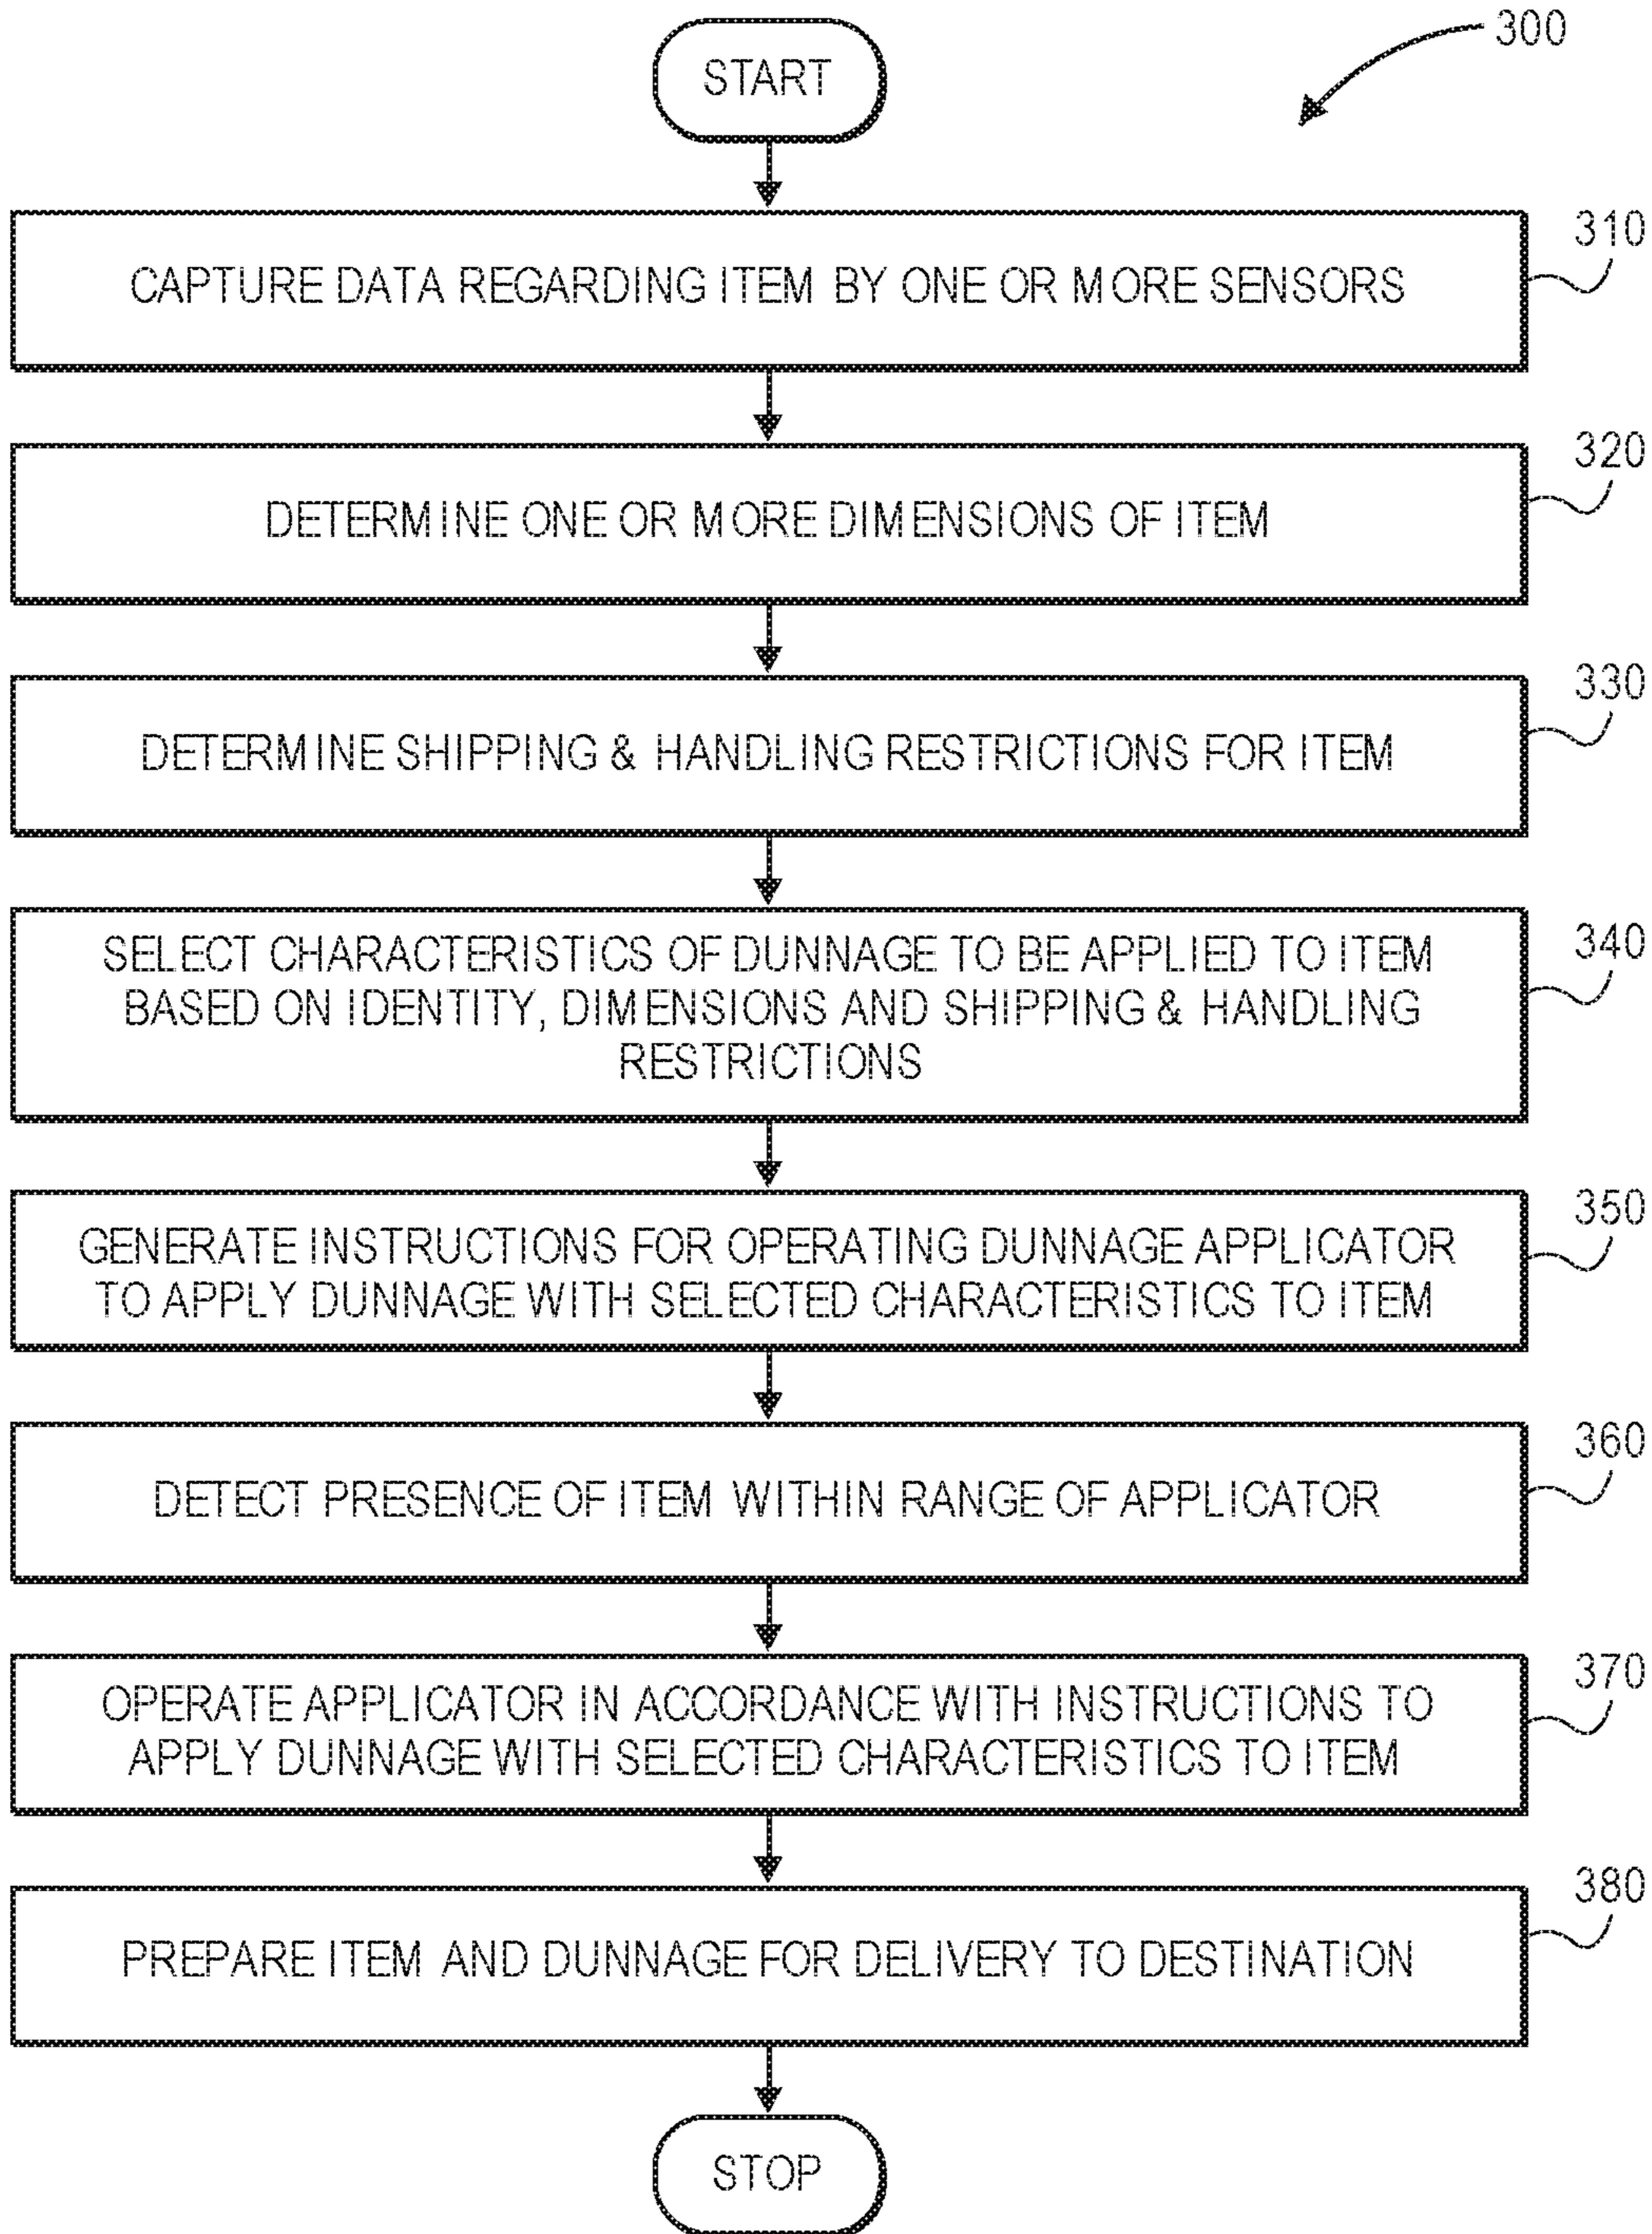 300
START
310
CAPTURE DATA REGARDING ITEM BY ONE OR MORE SENSORS
320
DETERMINE ONE OR MORE DIMENSIONS OF ITEM
330
DETERMINE SHIPPING & HANDLING RESTRICTIONS FOR ITEM
340
SELECT CHARACTERISTICS OF DUNNAGE TO BE APPLIED TO ITEM
BASED ON IDENTITY, DIMENSIONS AND SHIPPING & HANDLING
RESTRICTIONS
350
GENERATE INSTRUCTIONS FOR OPERATING DUNNAGE APPLICATOR
TO APPLY DUNNAGE WITH SELECTED CHARACTERISTICS TO ITEM
360
DETECT PRESENCE OF ITEM WITHIN RANGE OF APPLICATOR
370
OPERATE APPLICATOR IN ACCORDANCE WITH INSTRUCTIONS TO
APPLY DUNNAGE WITH SELECTED CHARACTERISTICS TO ITEM
380
PREPARE ITEM AND DUNNAGE FOR DELIVERY TO DESTINATION
STOP